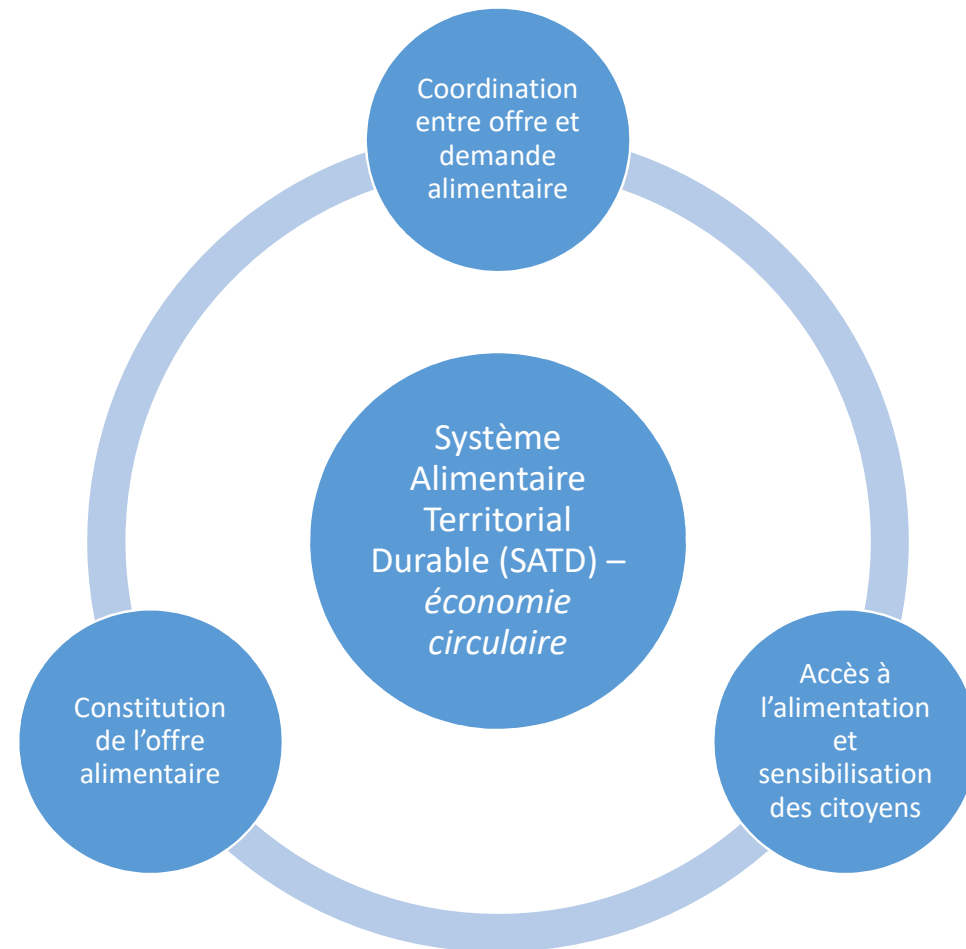 Coordination
entre offre et
demande
alimentaire
Système
Alimentaire
Territorial
Durable (SATD) –
économie
circulaire
Constitution
de l’offre
alimentaire
Accès à
l’alimentation
et
sensibilisation
des citoyens